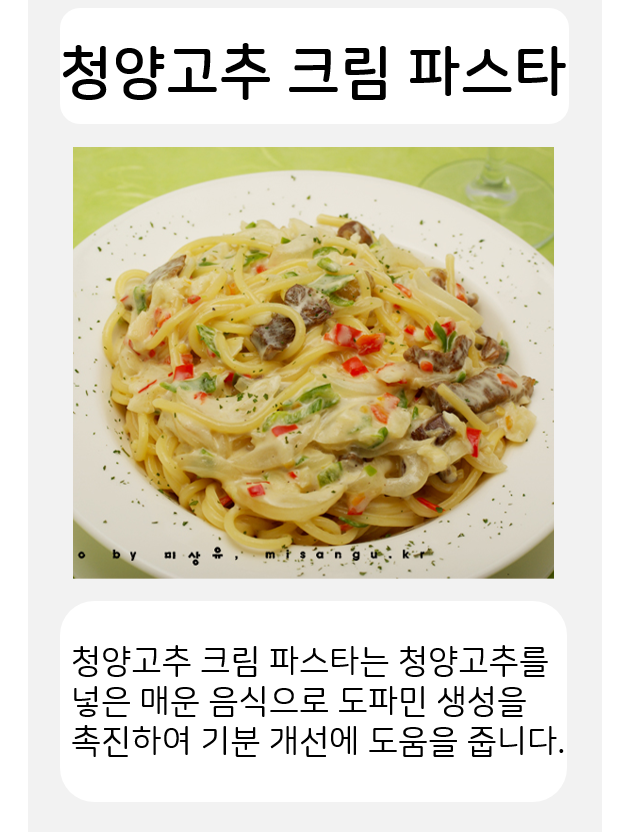 청양고추 크림 파스타
o by 미상유, misangu.kr
청양고추 크림 파스타는 청양고추를
넣은 매운 음식으로 도파민 생성을
촉진하여 기분 개선에 도움을 줍니다.